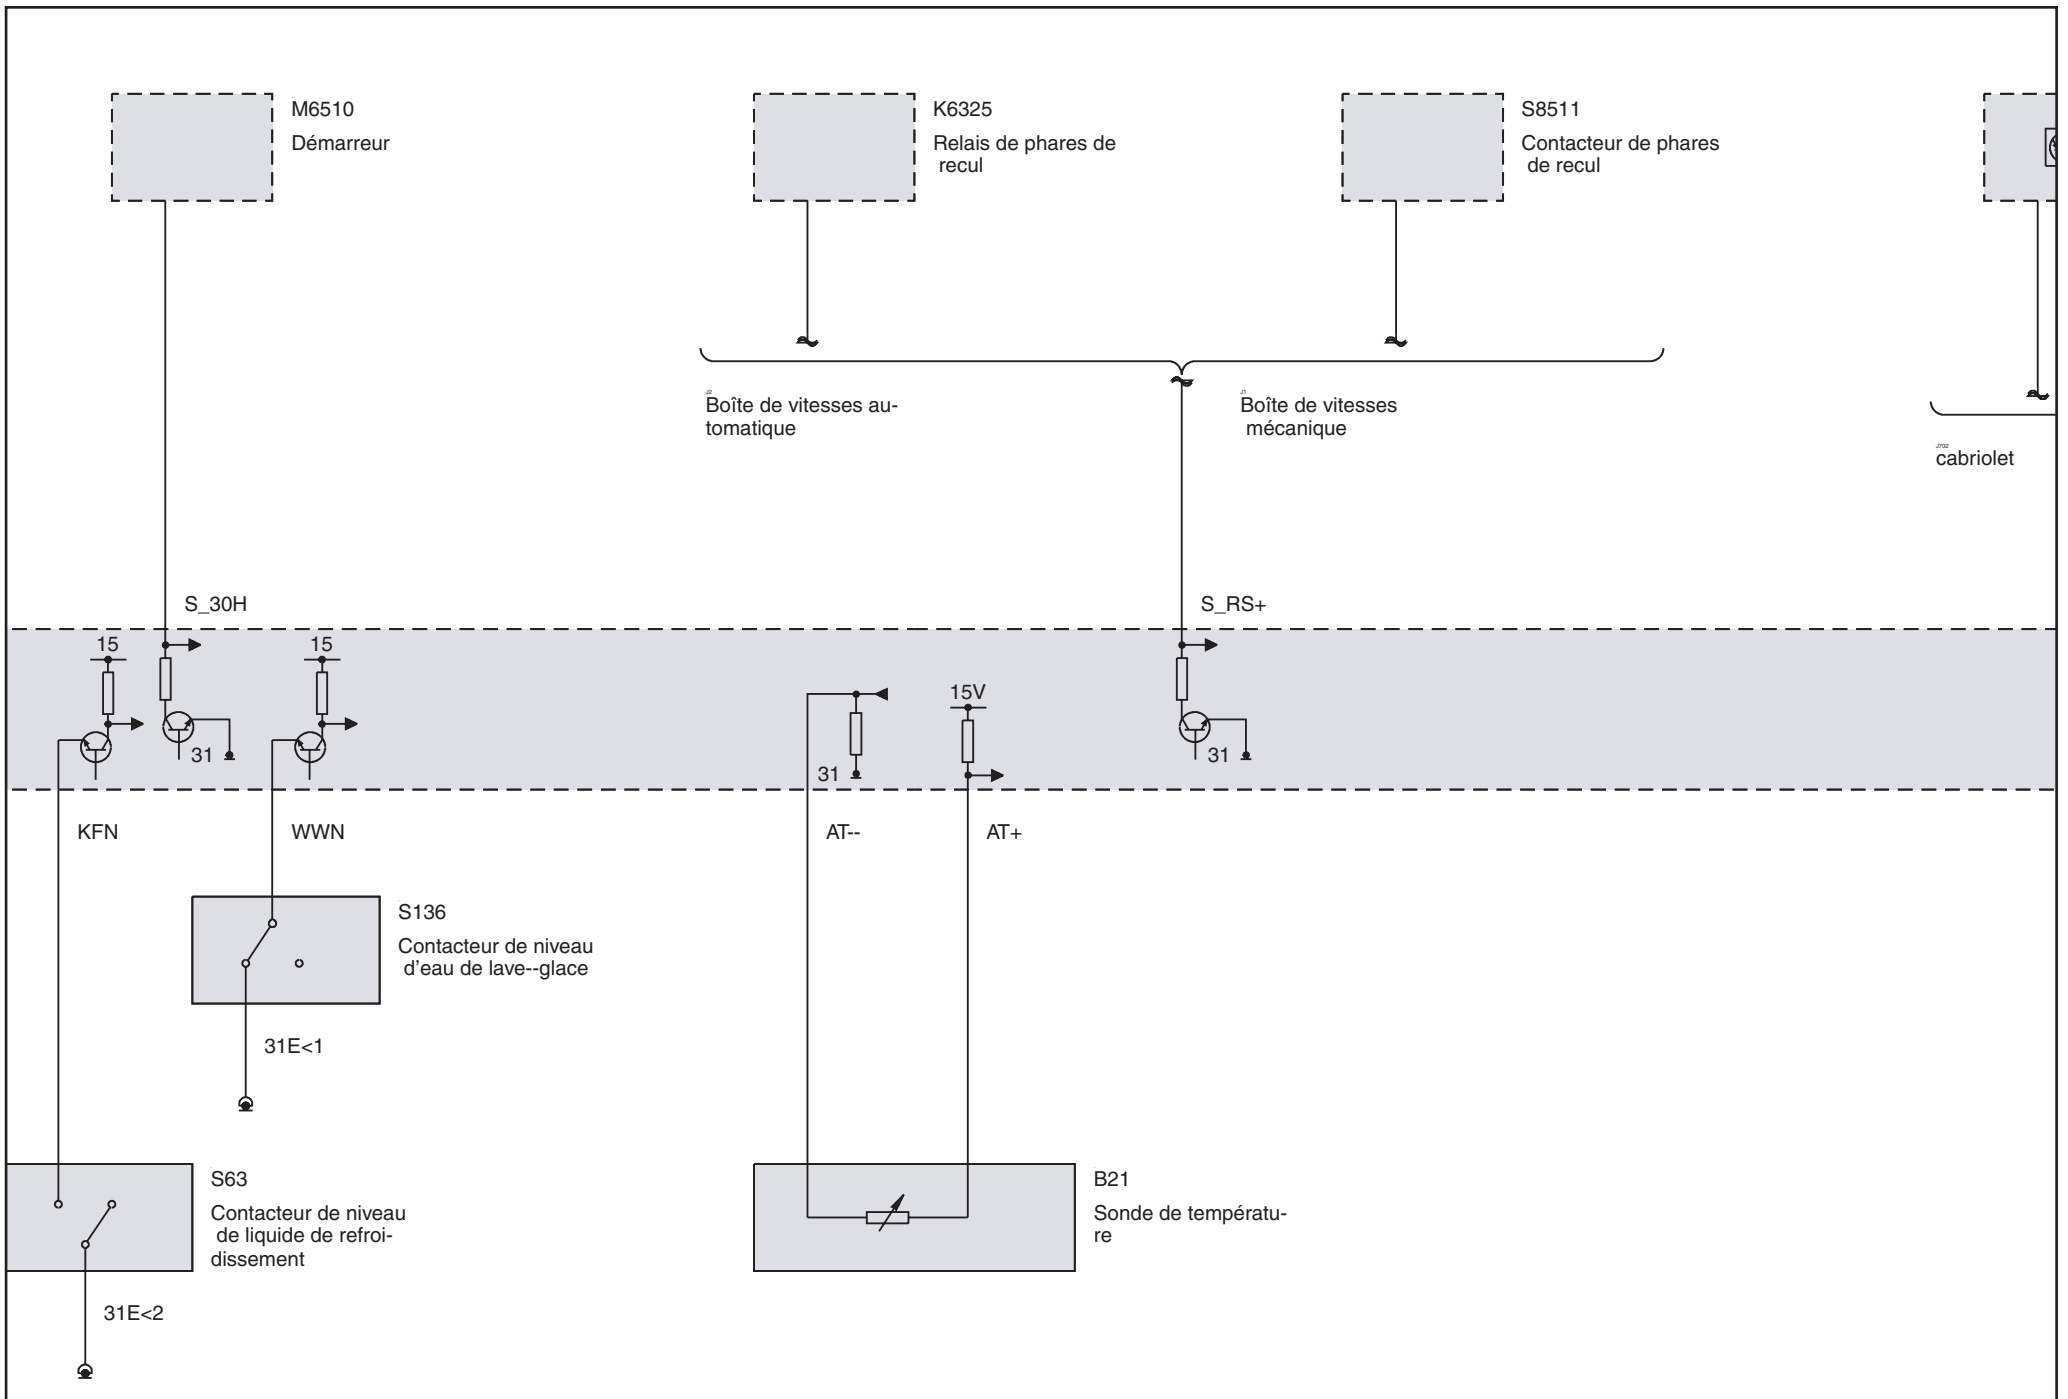 M6510
Démarreur
K6325
Relais de phares de
recul
S8511
Contacteur de phares
de recul
J2
Boîte de vitesses au-
tomatique
J1
Boîte de vitesses
mécanique
J702
cabriolet
S_30H
S_RS+
15
15
15V
31
31
31
KFN
WWN
AT--
AT+
S136
Contacteur de niveau
d'eau de lave--glace
31E<1
S63
Contacteur de niveau
de liquide de refroi-
dissement
B21
Sonde de températu-
re
31E<2